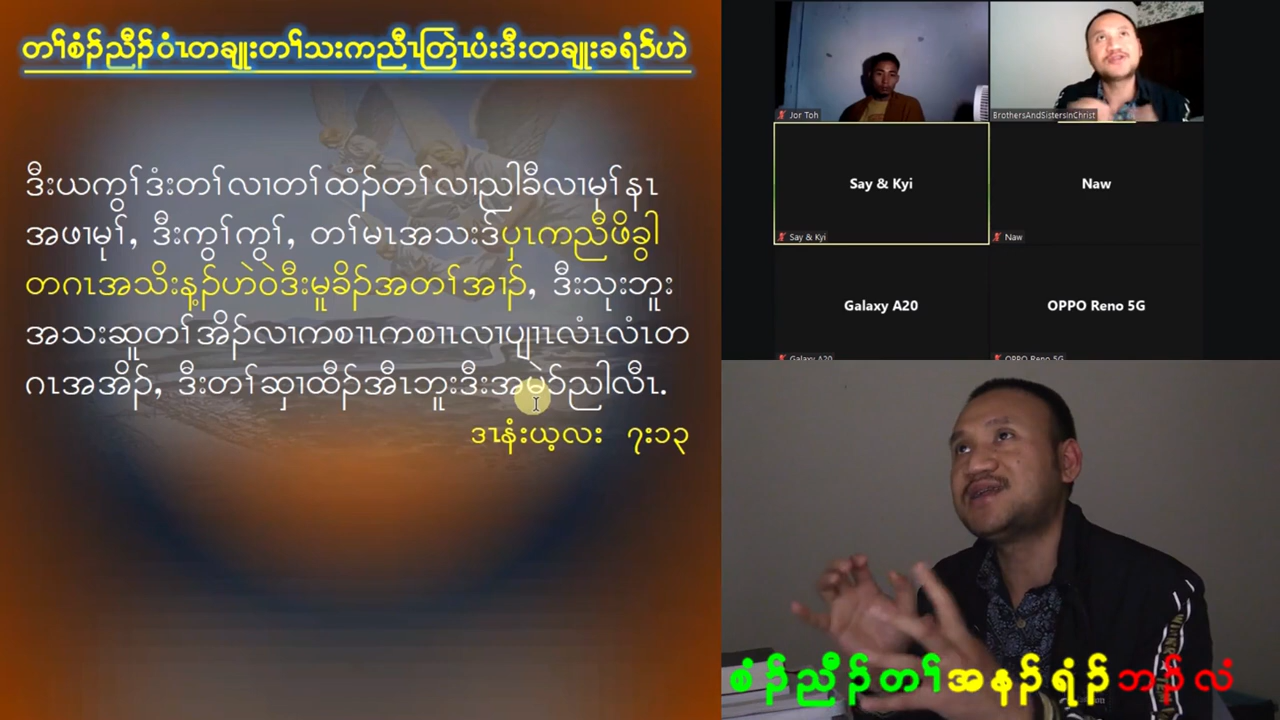 တၢ်စံၣ်ညီၣ်ဝံၤတချူးတၢ်သးကညီၤတြဲၤပံးဒီးတချူးခရံာ်ဟဲ
ဒီးယကွၢ်ဒံးတၢ်လၢတၢ်ထံၣ်တၢ်လၢညါခီလၢမုၢ်နၤ
အဖၢမုၢ်, ဒီးကွၢ်ကွၢ်, တၢ်မၤအသးဒ်ပှၤကညီဖိခွါ
တဂၤအသိးန့ၣ်ဟဲဝဲဒီးမူခိၣ်အတၢ်အၢၣ်, ဒီးသုးဘူး
အသးဆူတၢ်အိၣ်လၢကစၢၤကစၢၤလၢပျၢၤလံၤလံၤတ
ဂၤအအိၣ်, ဒီးတၢ်ဆှၢထီၣ်အီၤဘူးဒီးအမဲာ်ညါလီၤ.
ဒၤနံးယ့လး ၇း၁၃
Jor Toh
BrothersAndSistersinChrist
Say & Kyi
Say & Kyi
Naw
Naw
Galaxy A20
Galaxy A20
OPPO Reno 5G
OPPO Reno 5G
စံၣ်ညီၣ်တၢ်အနၣ်ရံၣ်ဘၣ်လံ